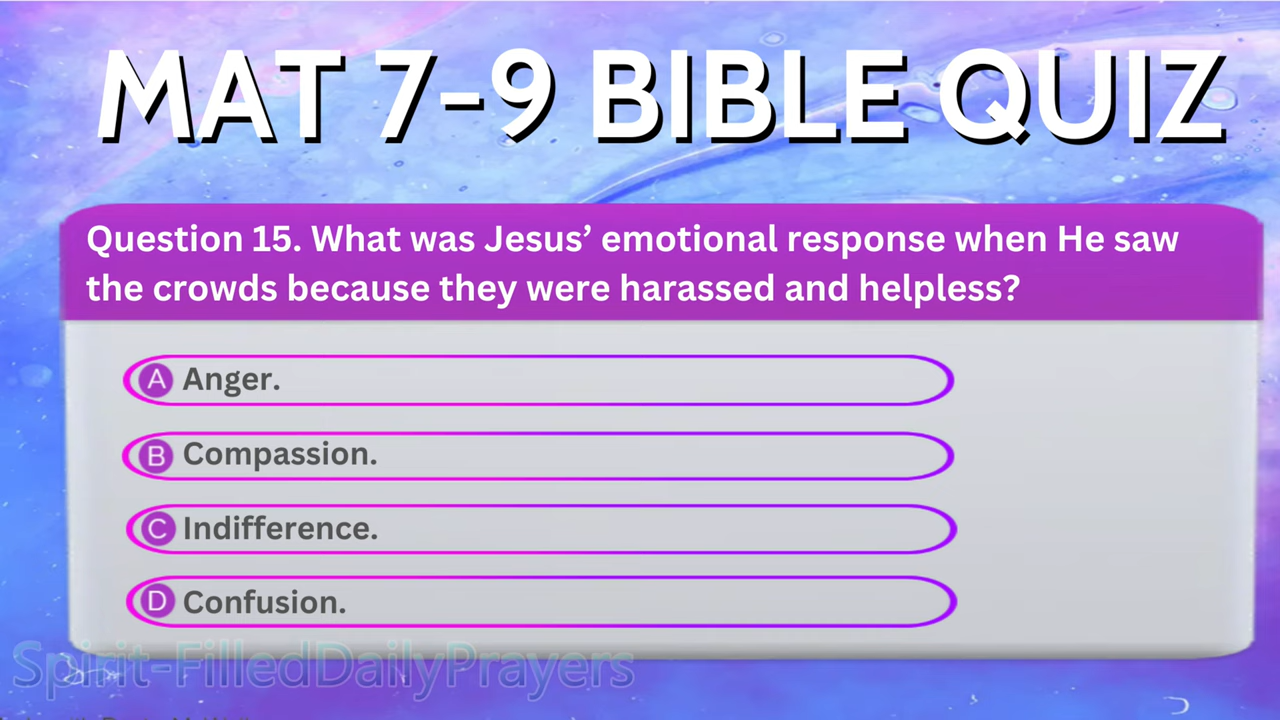 MAT 7-9 BIBLE QUIZ
Question 15. What was Jesus’ emotional response when He saw
the crowds because they were harassed and helpless?
A Anger.
B Compassion.
C Indifference.
D Confusion.
Spirit-FilledDailyPrayers